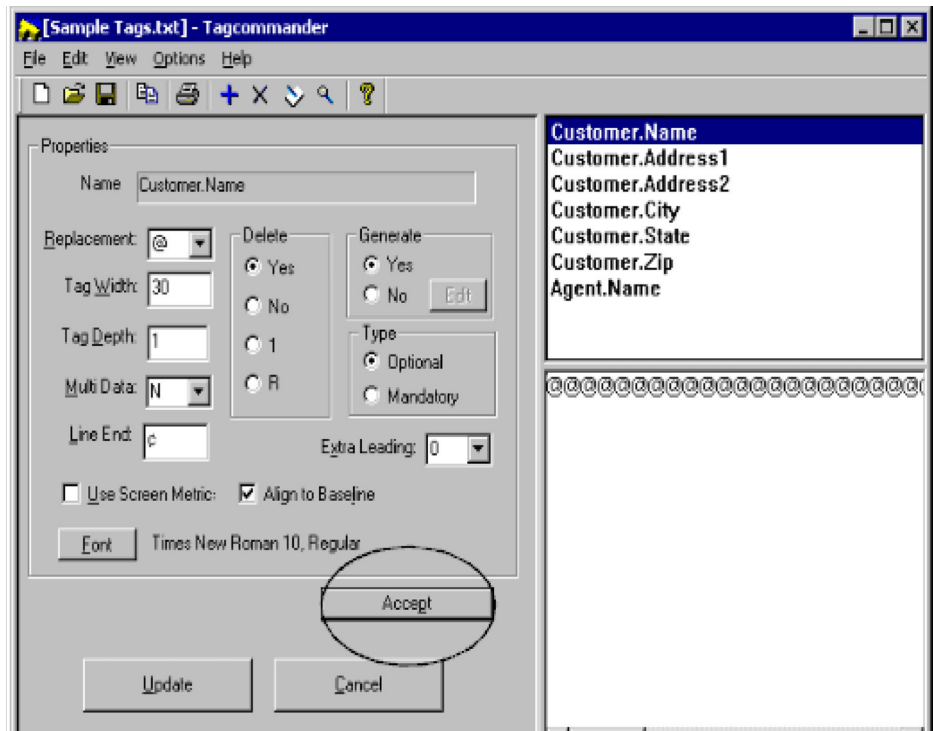 [Sample Tags.txt] - Tagcommander
File Edit View Options Help
Properties
Name Customer.Name
Replacement: @
Tag Width: 30
Tag Depth: 1
Multi Data: N
Line End: ¢
Delete
Yes
No
1
R
Generate
Yes
No Edt
Type
Optional
Mandatory
Extra Leading: 0
Use Screen Metric:
Align to Baseline
Font Times New Roman 10, Regular
Accept
Update Cancel
Customer.Name
Customer.Address1
Customer.Address2
Customer.City
Customer.State
Customer.Zip
Agent.Name
@@@@@@@@@@@@@@@@@@@@@@